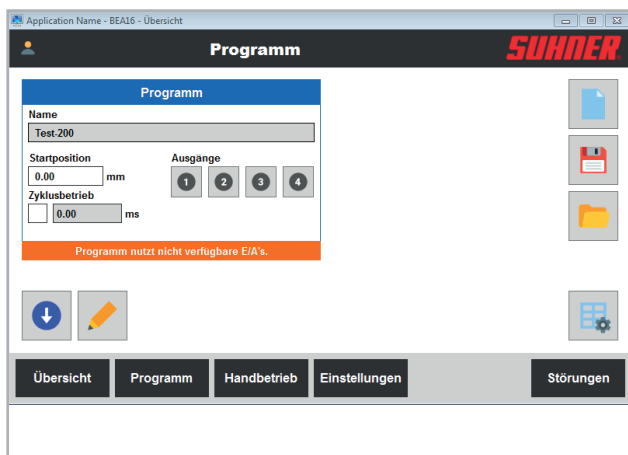 Application Name - BEA16 - Übersicht
Programm
SUHNER
Programm
Name
Test-200
Startposition
Ausgänge
0.00 mm
1 2 3 4
Zyklusbetrieb
0.00 ms
Programm nutzt nicht verfügbare E/A's.
Übersicht Programm Handbetrieb Einstellungen Störungen